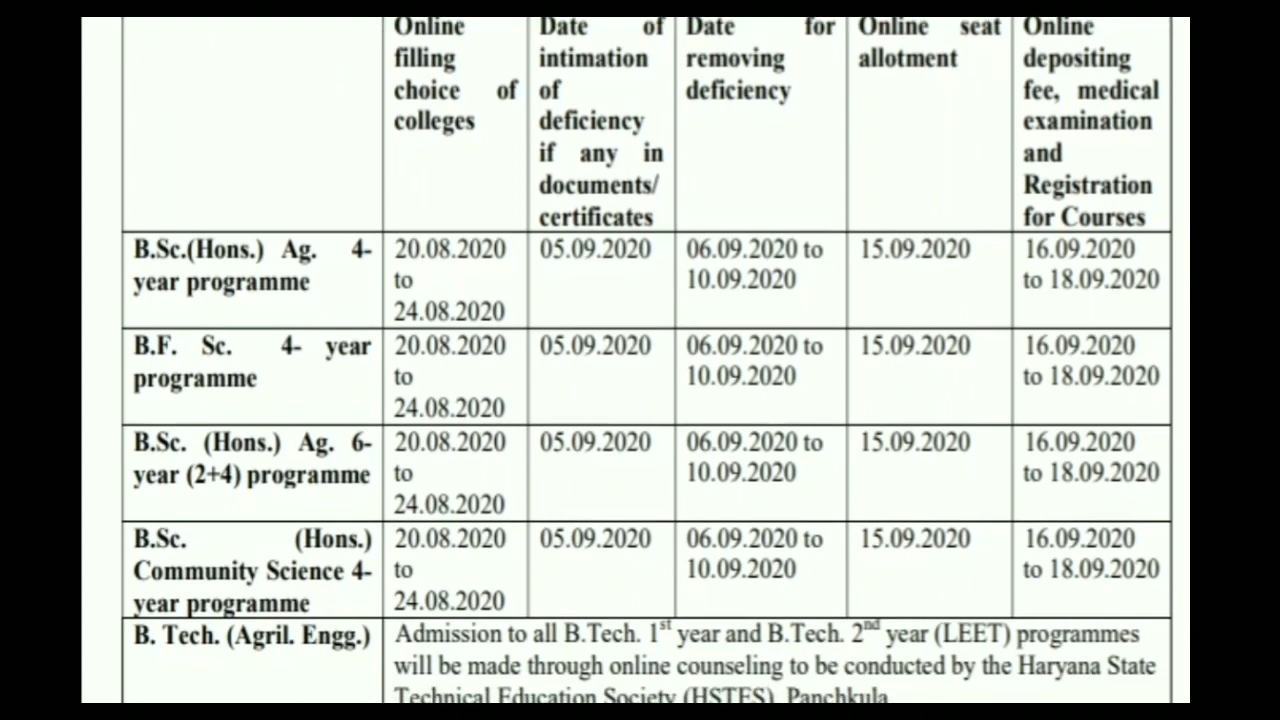 Online filling choice of colleges
Date of intimation of deficiency if any in documents/ certificates
Date for removing deficiency
Online seat allotment
Online depositing fee, medical examination and Registration for Courses
B.Sc.(Hons.) Ag. 4-year programme
20.08.2020 to 24.08.2020
05.09.2020
06.09.2020 to 10.09.2020
15.09.2020
16.09.2020 to 18.09.2020
B.F. Sc. 4- year programme
20.08.2020 to 24.08.2020
05.09.2020
06.09.2020 to 10.09.2020
15.09.2020
16.09.2020 to 18.09.2020
B.Sc. (Hons.) Ag. 6-year (2+4) programme
20.08.2020 to 24.08.2020
05.09.2020
06.09.2020 to 10.09.2020
15.09.2020
16.09.2020 to 18.09.2020
B.Sc. (Hons.) Community Science 4-year programme
20.08.2020 to 24.08.2020
05.09.2020
06.09.2020 to 10.09.2020
15.09.2020
16.09.2020 to 18.09.2020
B. Tech. (Agril. Engg.)
Admission to all B.Tech. 1st year and B.Tech. 2nd year (LEET) programmes
will be made through online counseling to be conducted by the Haryana State
Technical Education Society (HSTES), Panchkula